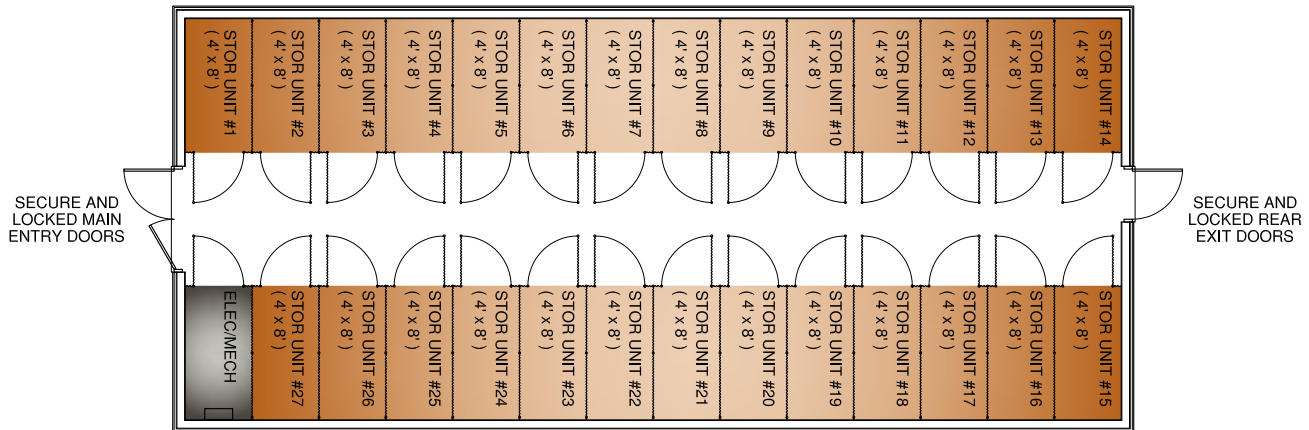 STOR UNIT #1
( 4' x 8' )
STOR UNIT #2
( 4' x 8' )
STOR UNIT #3
( 4' x 8' )
STOR UNIT #4
( 4' x 8' )
STOR UNIT #5
( 4' x 8' )
STOR UNIT #6
( 4' x 8' )
STOR UNIT #7
( 4' x 8' )
STOR UNIT #8
( 4' x 8' )
STOR UNIT #9
( 4' x 8' )
STOR UNIT #10
( 4' x 8' )
STOR UNIT #11
( 4' x 8' )
STOR UNIT #12
( 4' x 8' )
STOR UNIT #13
( 4' x 8' )
STOR UNIT #14
( 4' x 8' )
SECURE AND
LOCKED MAIN
ENTRY DOORS
SECURE AND
LOCKED REAR
EXIT DOORS
ELEC/MECH
STOR UNIT #27
( 4' x 8' )
STOR UNIT #26
( 4' x 8' )
STOR UNIT #25
( 4' x 8' )
STOR UNIT #24
( 4' x 8' )
STOR UNIT #23
( 4' x 8' )
STOR UNIT #22
( 4' x 8' )
STOR UNIT #21
( 4' x 8' )
STOR UNIT #20
( 4' x 8' )
STOR UNIT #19
( 4' x 8' )
STOR UNIT #18
( 4' x 8' )
STOR UNIT #17
( 4' x 8' )
STOR UNIT #16
( 4' x 8' )
STOR UNIT #15
( 4' x 8' )